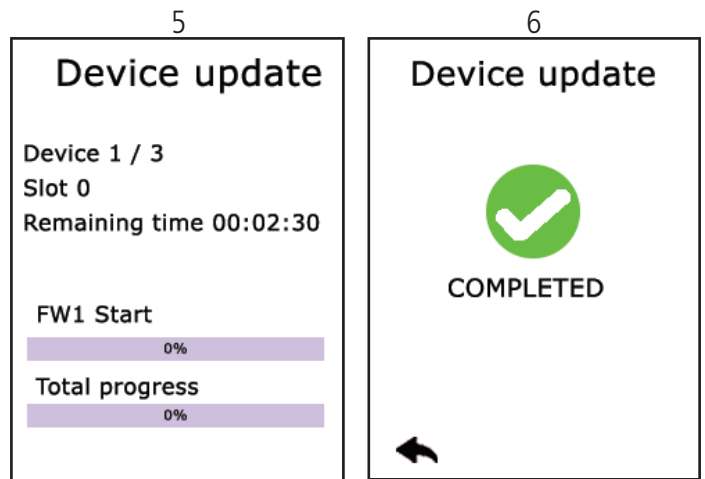 5
Device update
Device 1 / 3
Slot 0
Remaining time 00:02:30
FW1 Start
0%
Total progress
0%
6
Device update
COMPLETED